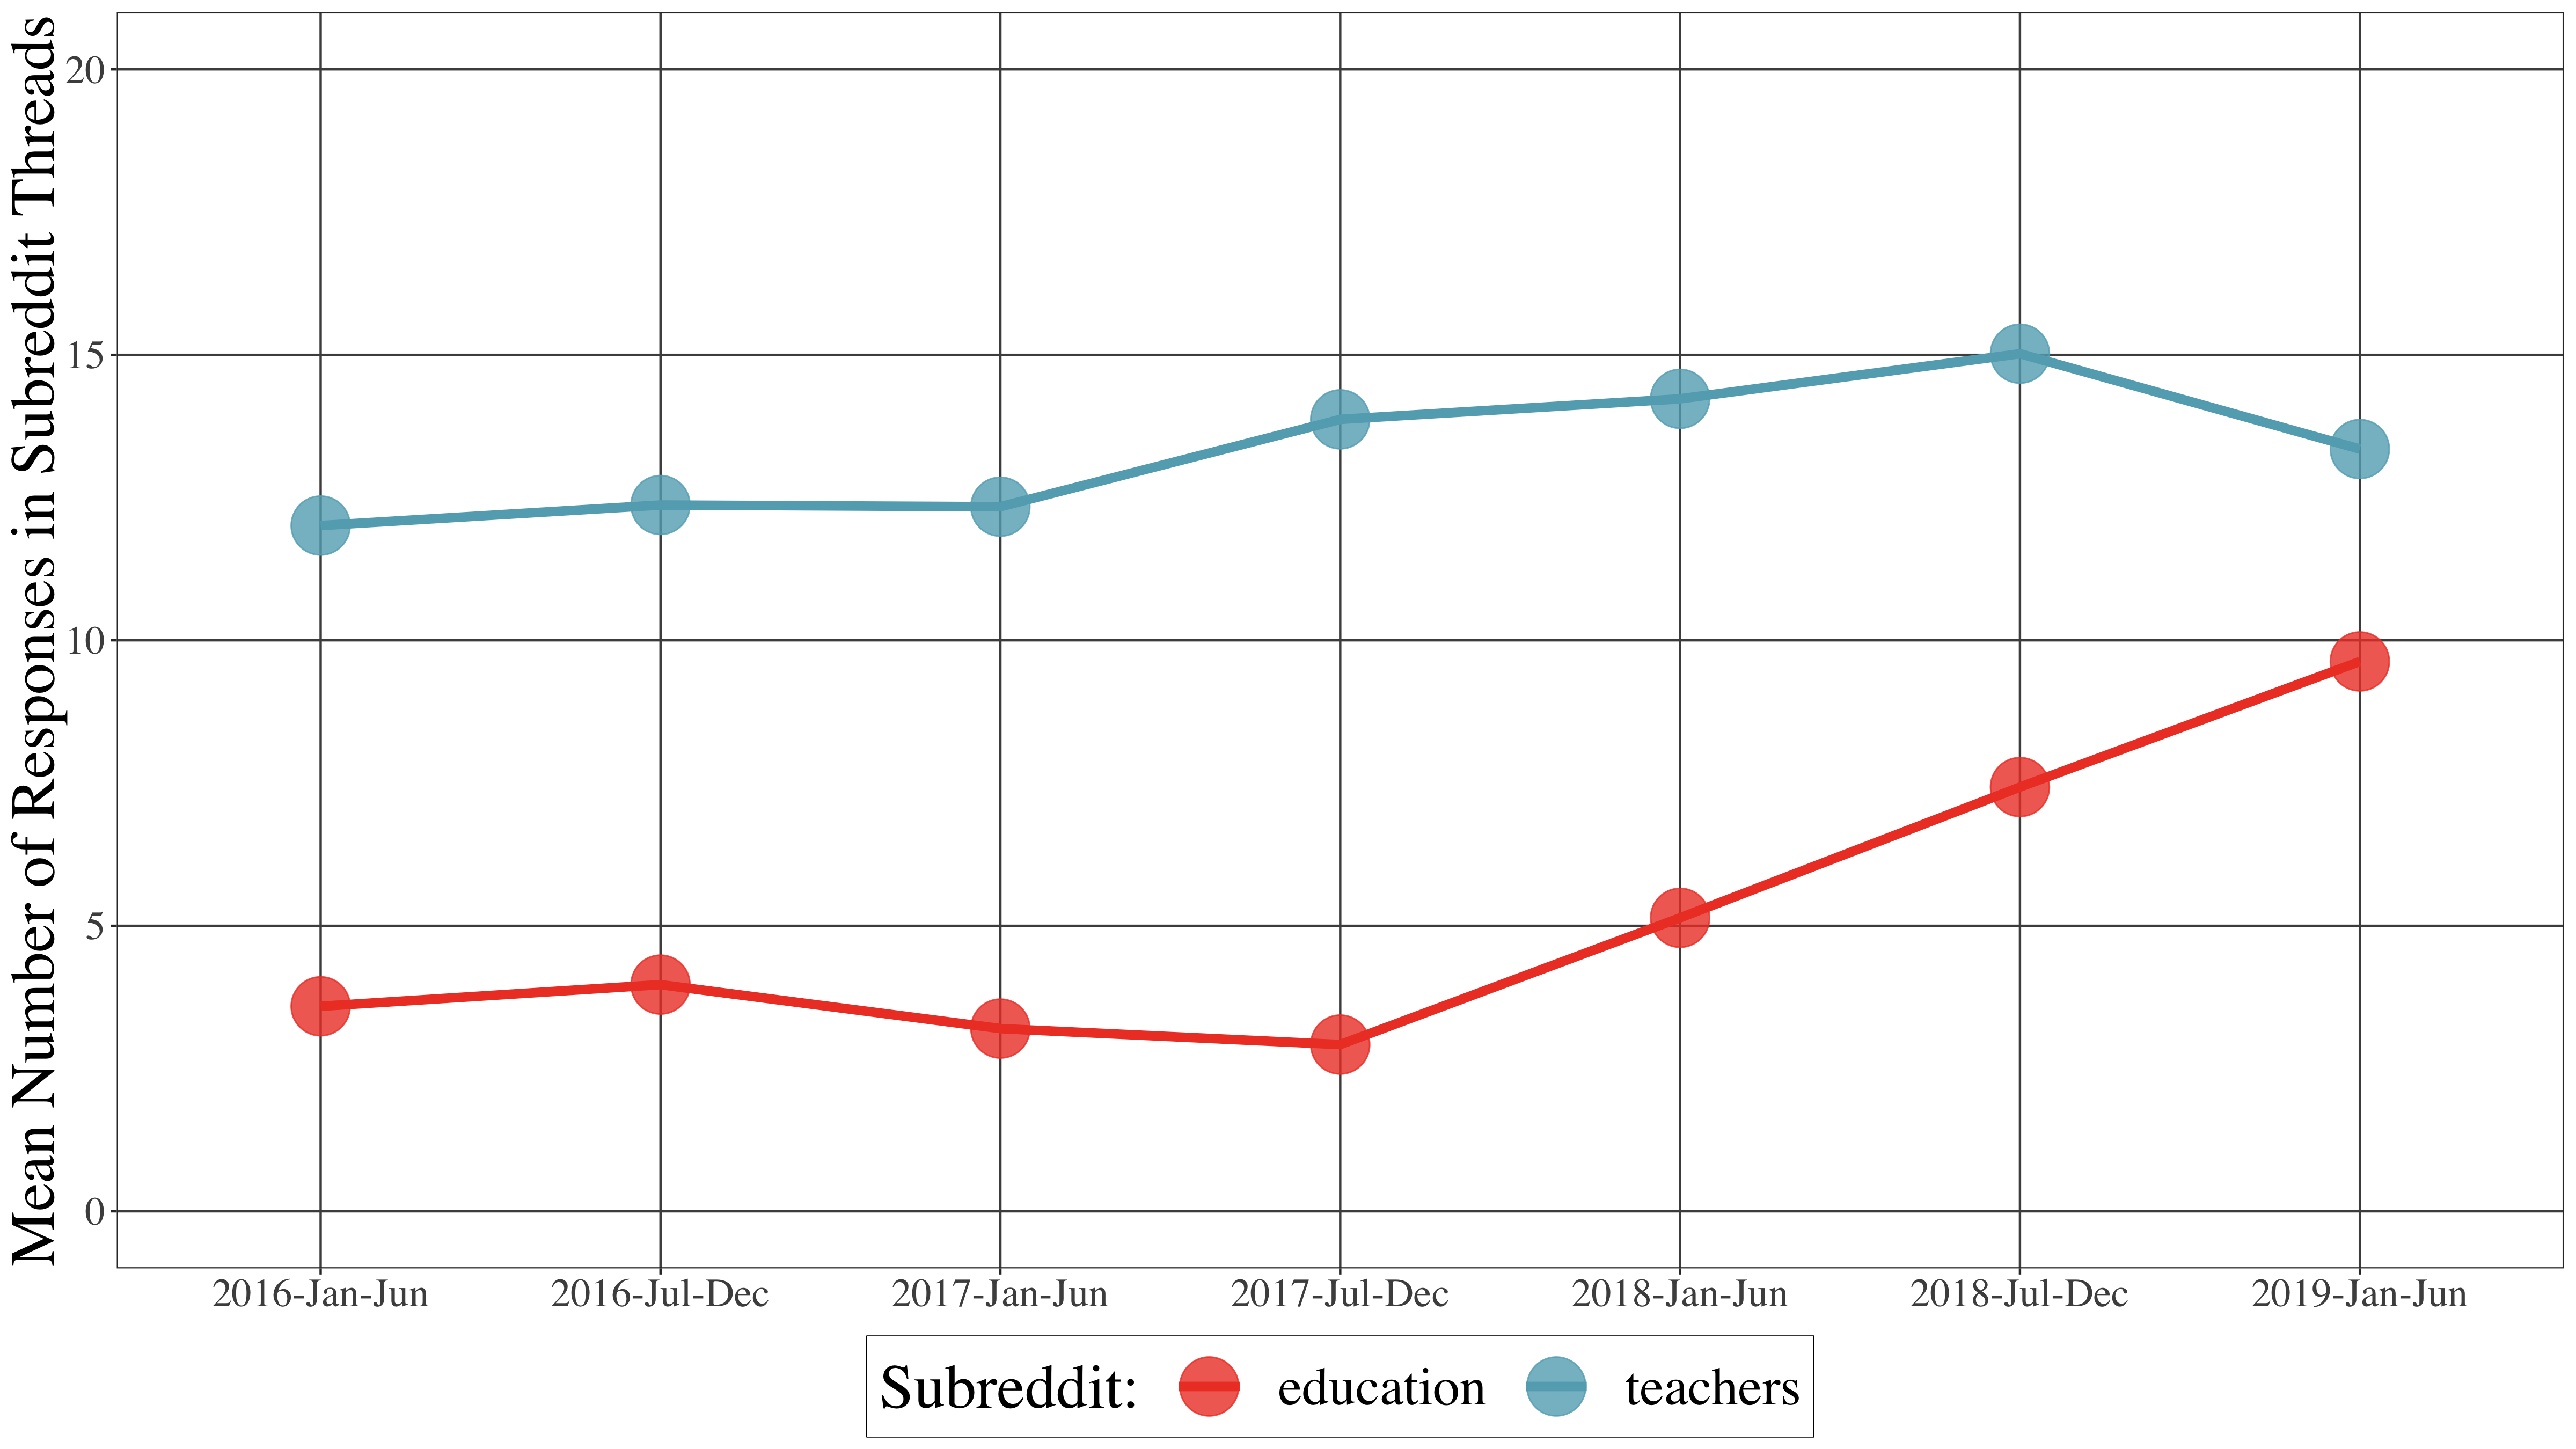 Mean Number of Responses in Subreddit Threads
20
15
10
5
0
2016-Jan-Jun 2016-Jul-Dec 2017-Jan-Jun 2017-Jul-Dec 2018-Jan-Jun 2018-Jul-Dec 2019-Jan-Jun
Subreddit: education teachers